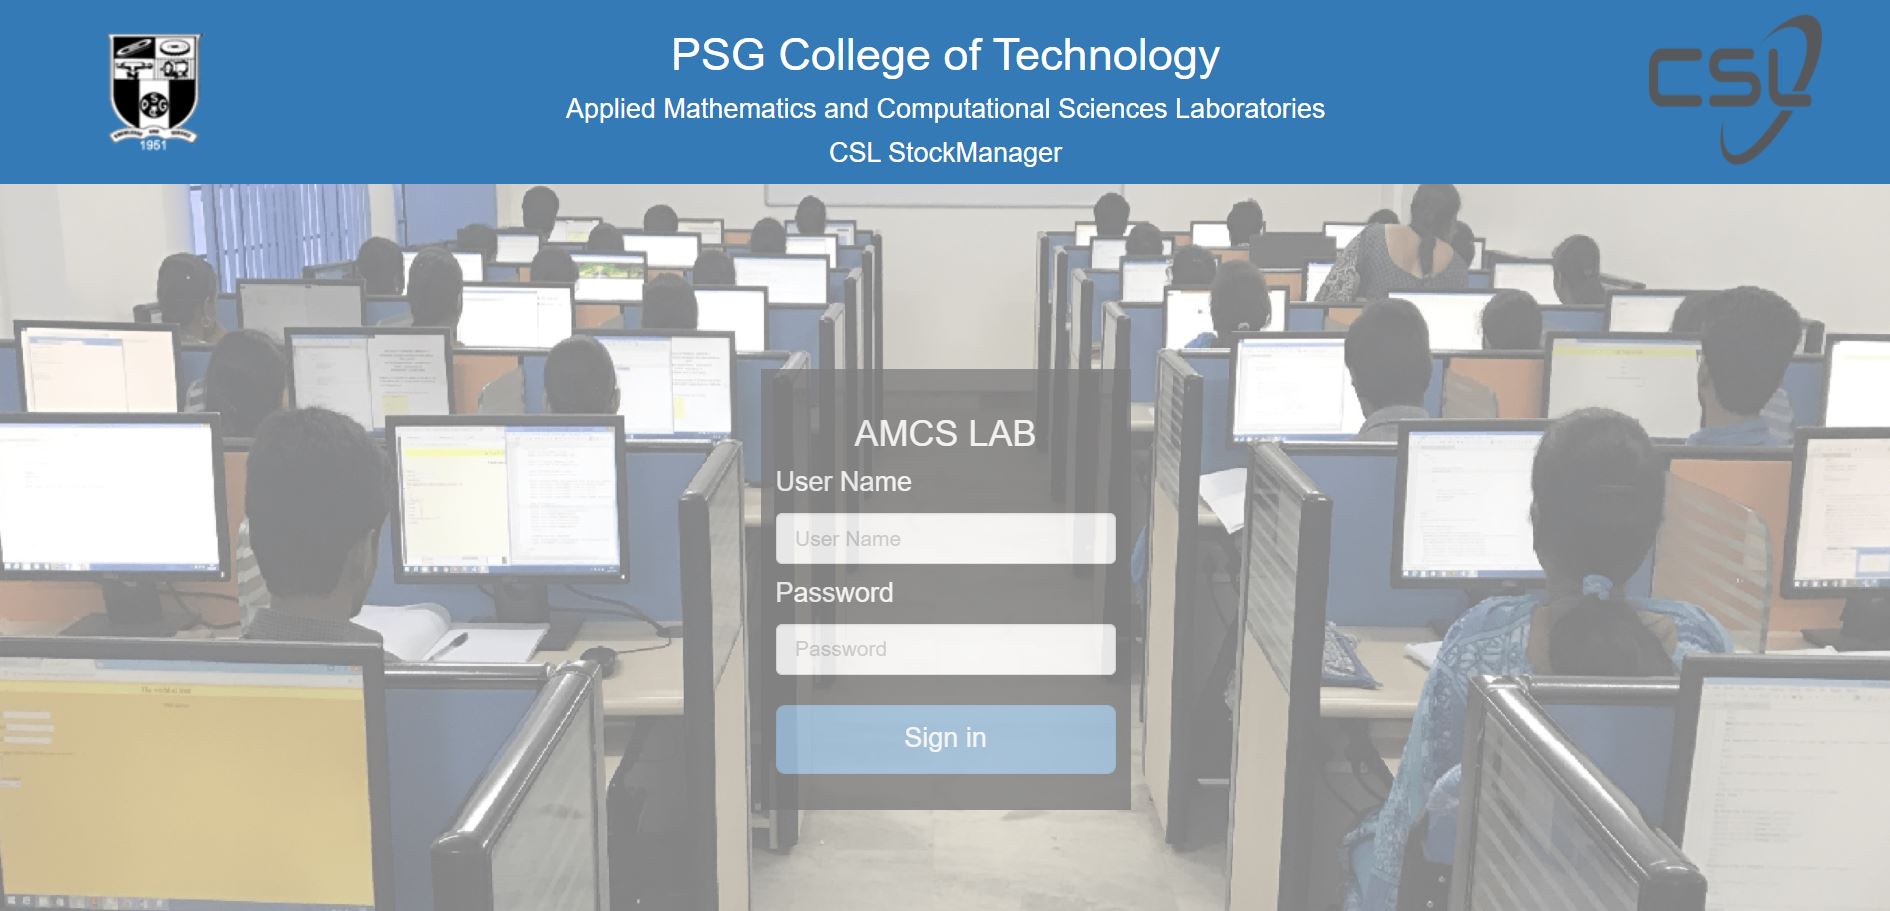 PSG College of Technology
Applied Mathematics and Computational Sciences Laboratories
CSL StockManager
CSL
PSG
1951
AMCS LAB
User Name
User Name
Password
Password
Sign in